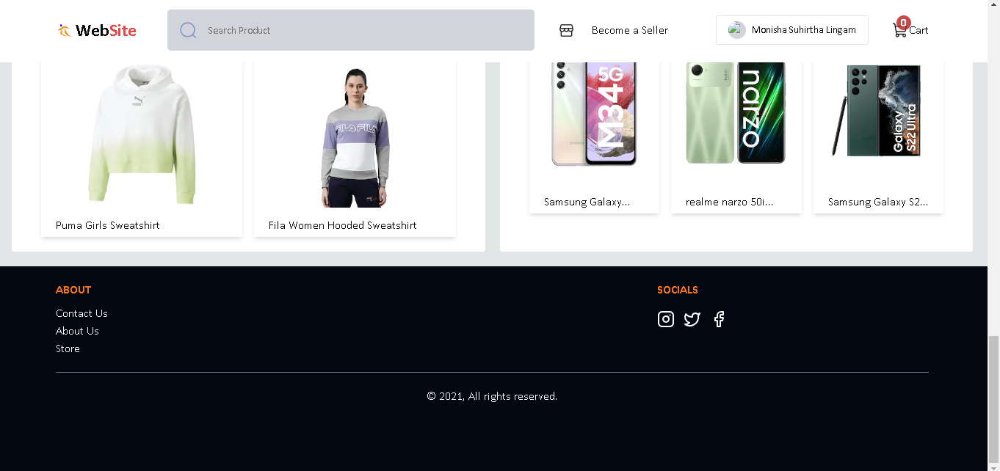 WebSite
Search Product
Become a Seller
Monisha Suhirtha Lingam
0
Cart
PUMA
Puma Girls Sweatshirt
FILA FILA
Fila Women Hooded Sweatshirt
SAMSUNG
M34 5G
Samsung Galaxy...
narzo
narzo
realme narzo 50i...
Galaxy
S22 Ultra
Samsung Galaxy S2...
ABOUT
Contact Us
About Us
Store
SOCIALS
© 2021, All rights reserved.